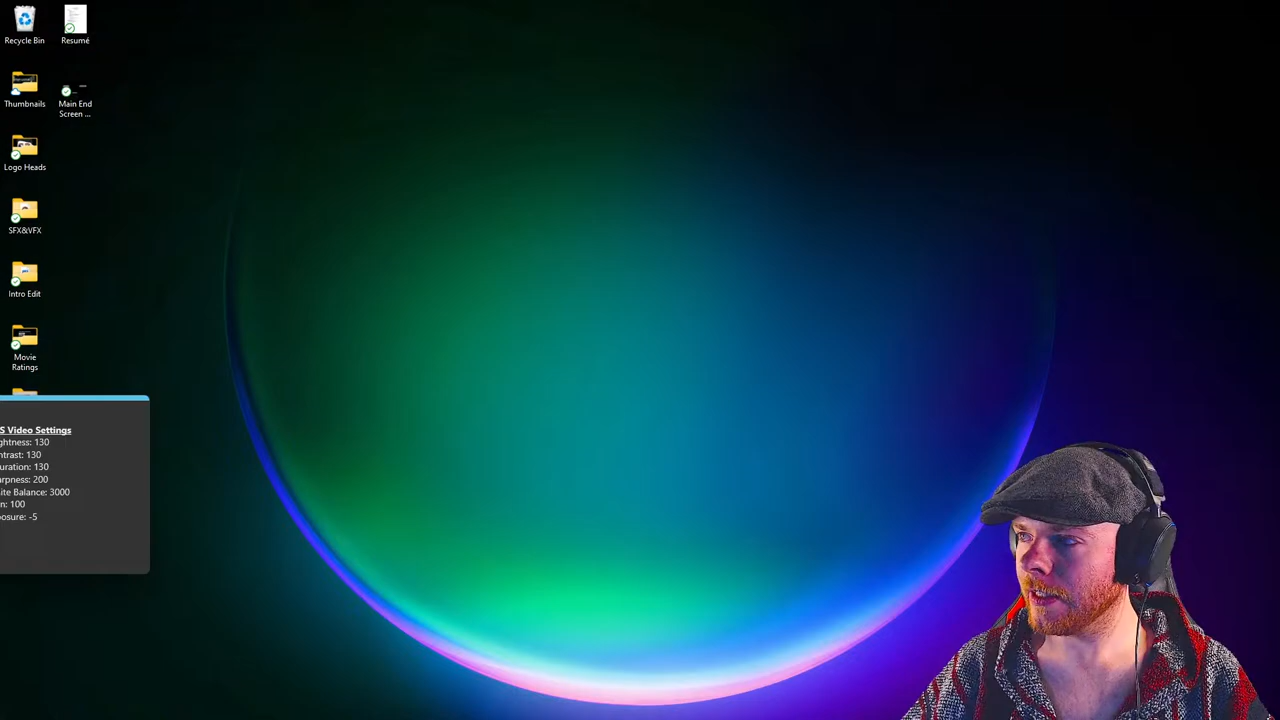 Recycle Bin
Resumé
Thumbnails
Main End
Screen ...
Logo Heads
SFX&VFX
Intro Edit
Movie
Ratings
S Video Settings
ghtness: 130
ntrast: 130
uration: 130
arpness: 200
ite Balance: 3000
n: 100
posure: -5